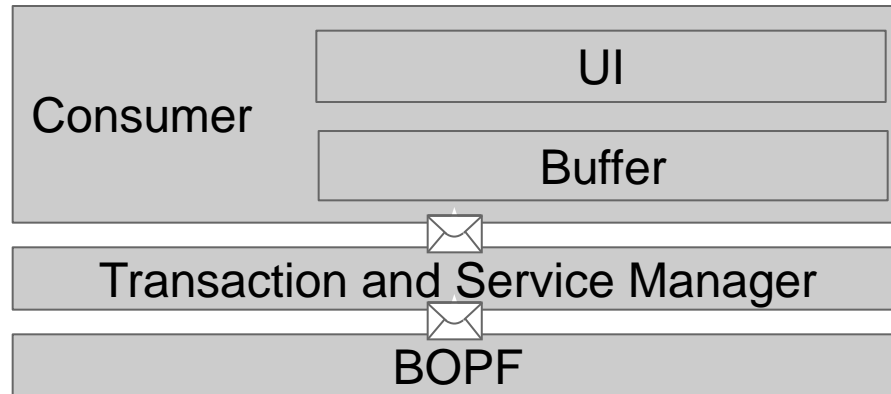 UI
Consumer
Buffer
Transaction and Service Manager
BOPF